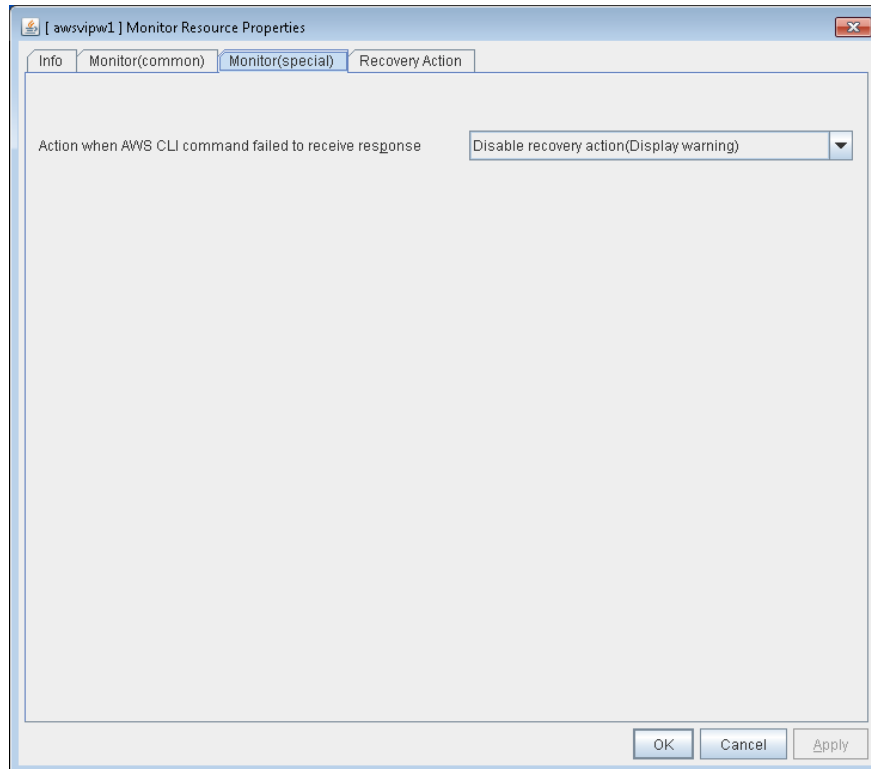 [ awsvipw1 ] Monitor Resource Properties
Info Monitor(common) Monitor(special) Recovery Action
Action when AWS CLI command failed to receive response Disable recovery action(Display warning)
OK Cancel Apply